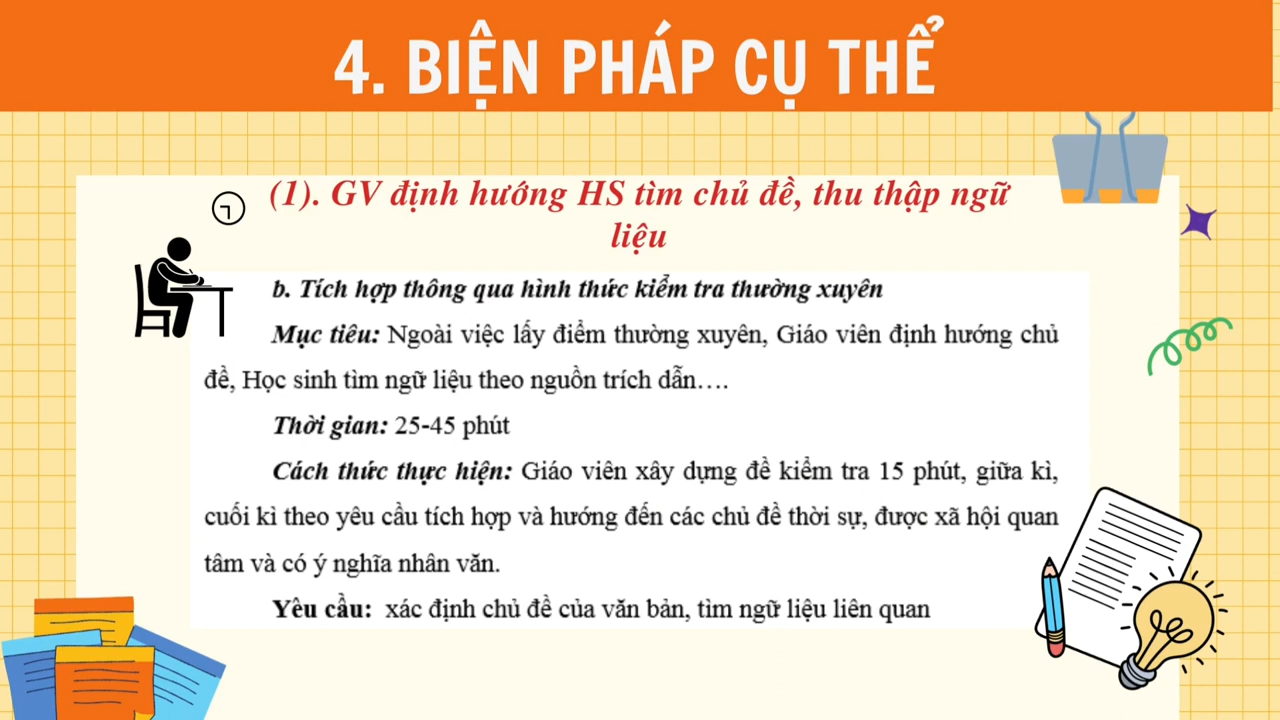 4. BIỆN PHÁP CỤ THỂ
(1). GV định hướng HS tìm chủ đề, thu thập ngữ
liệu
b. Tích hợp thông qua hình thức kiểm tra thường xuyên
Mục tiêu: Ngoài việc lấy điểm thường xuyên, Giáo viên định hướng chủ
đề, Học sinh tìm ngữ liệu theo nguồn trích dẫn….
Thời gian: 25-45 phút
Cách thức thực hiện: Giáo viên xây dựng đề kiểm tra 15 phút, giữa kì,
cuối kì theo yêu cầu tích hợp và hướng đến các chủ đề thời sự, được xã hội quan
tâm và có ý nghĩa nhân văn.
Yêu cầu: xác định chủ đề của văn bản, tìm ngữ liệu liên quan